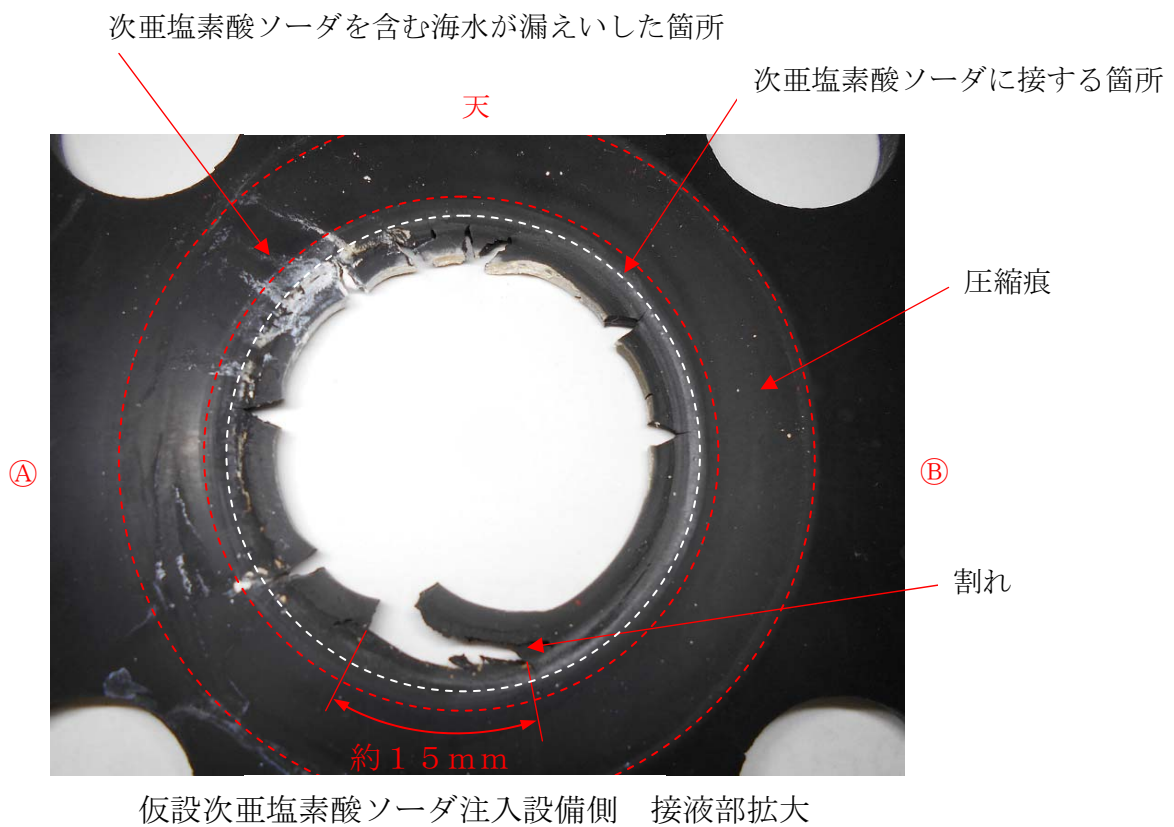 次亜塩素酸ソーダを含む海水が漏えいした箇所
次亜塩素酸ソーダに接する箇所
天
圧縮痕
Ⓐ
Ⓑ
割れ
約15mm
仮設次亜塩素酸ソーダ注入設備側 接液部拡大